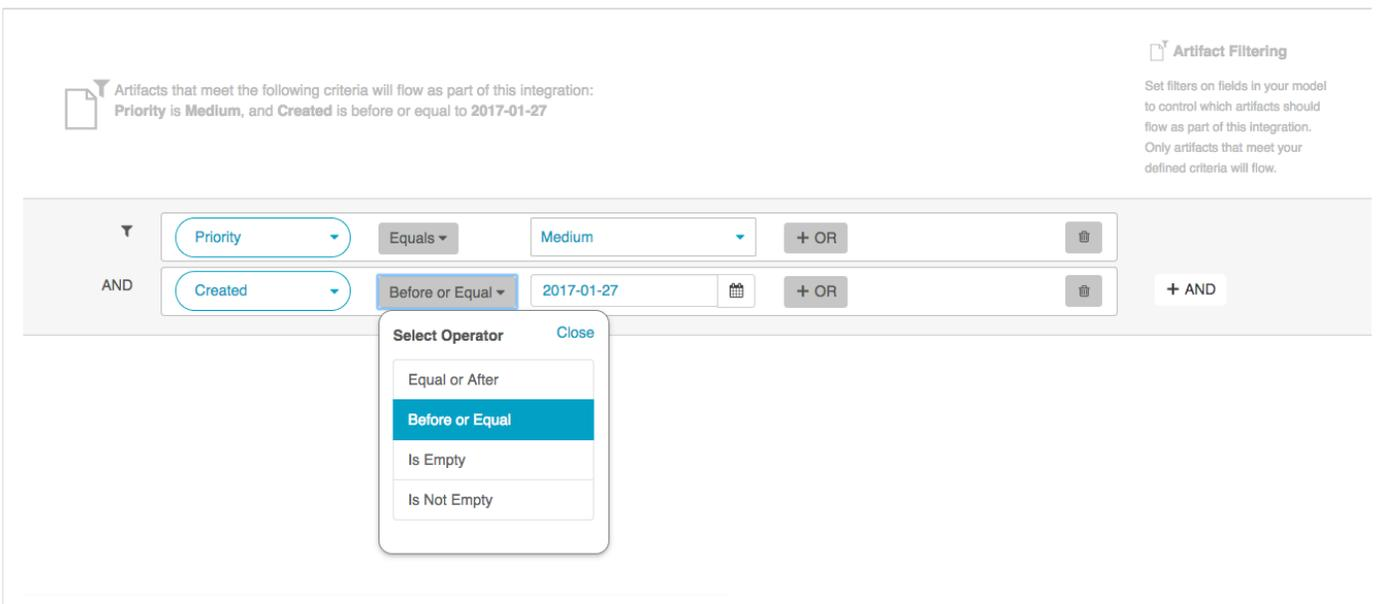 Artifact Filtering
Set filters on fields in your model
to control which artifacts should
flow as part of this integration.
Only artifacts that meet your
defined criteria will flow.
Artifacts that meet the following criteria will flow as part of this integration:
Priority is Medium, and Created is before or equal to 2017-01-27
Priority Equals Medium + OR
AND Created Before or Equal 2017-01-27 + OR + AND
Select Operator Close
Equal or After
Before or Equal
Is Empty
Is Not Empty